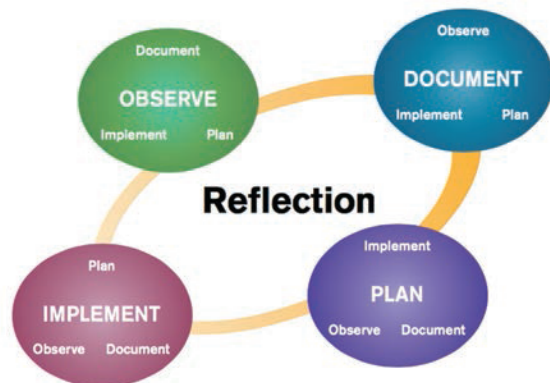 Document
OBSERVE
Implement Plan
Observe
DOCUMENT
Implement Plan
Reflection
Plan
IMPLEMENT
Observe Document
Implement
PLAN
Observe Document